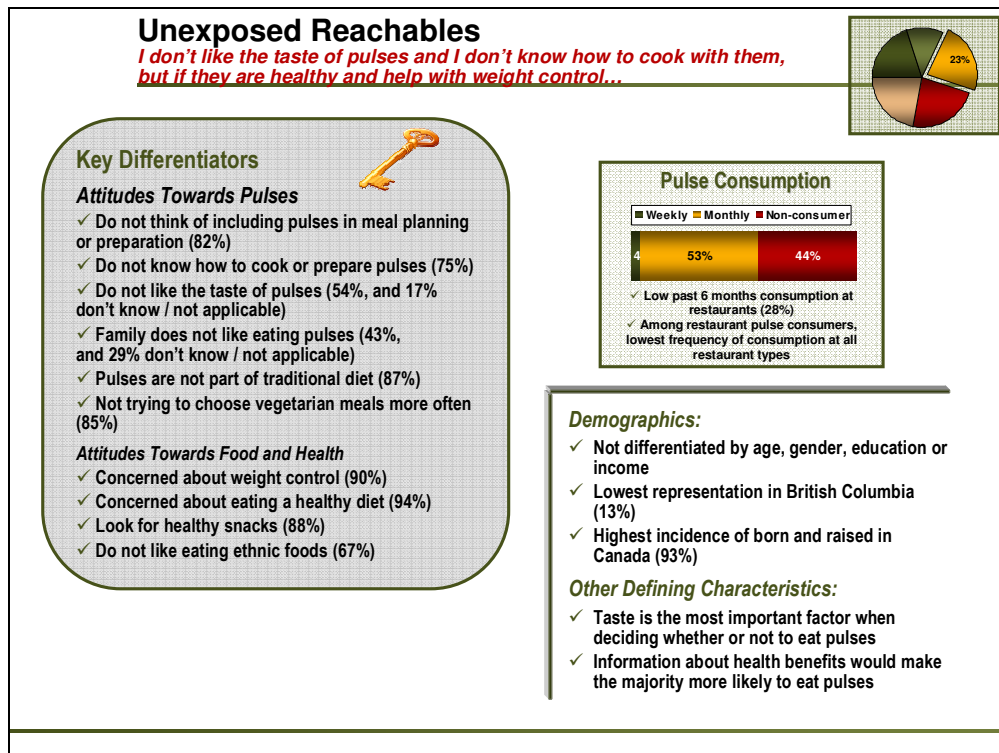 Unexposed Reachables
I don't like the taste of pulses and I don't know how to cook with them,
but if they are healthy and help with weight control…
23%
Key Differentiators
Attitudes Towards Pulses
✓ Do not think of including pulses in meal planning
or preparation (82%)
✓ Do not know how to cook or prepare pulses (75%)
✓ Do not like the taste of pulses (54%, and 17%
don't know / not applicable)
✓ Family does not like eating pulses (43%,
and 29% don't know / not applicable)
✓ Pulses are not part of traditional diet (87%)
✓ Not trying to choose vegetarian meals more often
(85%)
Attitudes Towards Food and Health
✓ Concerned about weight control (90%)
✓ Concerned about eating a healthy diet (94%)
✓ Look for healthy snacks (88%)
✓ Do not like eating ethnic foods (67%)
Pulse Consumption
Weekly Monthly Non-consumer
4 53% 44%
✓ Low past 6 months consumption at
restaurants (28%)
✓ Among restaurant pulse consumers,
lowest frequency of consumption at all
restaurant types
Demographics:
✓ Not differentiated by age, gender, education or
income
✓ Lowest representation in British Columbia
(13%)
✓ Highest incidence of born and raised in
Canada (93%)
Other Defining Characteristics:
✓ Taste is the most important factor when
deciding whether or not to eat pulses
✓ Information about health benefits would make
the majority more likely to eat pulses